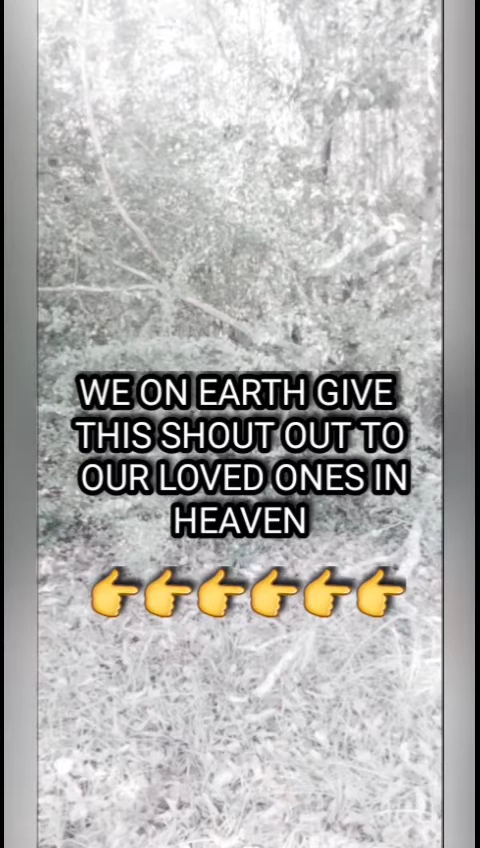 WE ON EARTH GIVE
THIS SHOUT OUT TO
OUR LOVED ONES IN
HEAVEN
👉👉👉👉👉👉